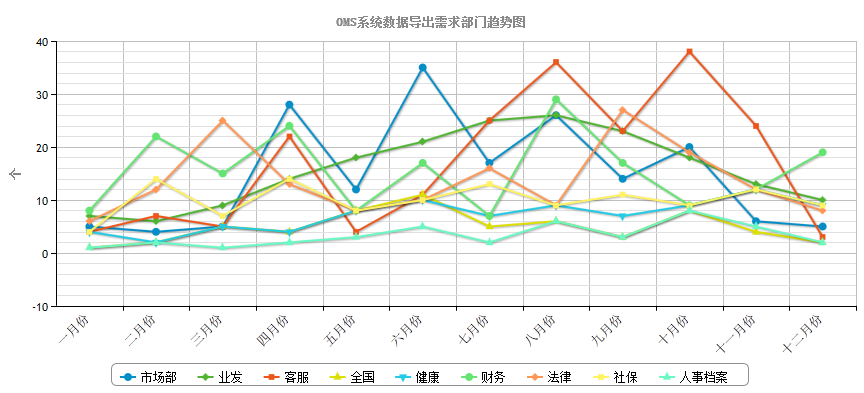 OMS系统数据导出需求部门趋势图
40
30
20
10
0
-10
个
一月份 二月份 三月份 四月份 五月份 六月份 七月份 八月份 九月份 十月份 十一月份 十二月份
市场部 业发 客服 全国 健康 财务 法律 社保 人事档案